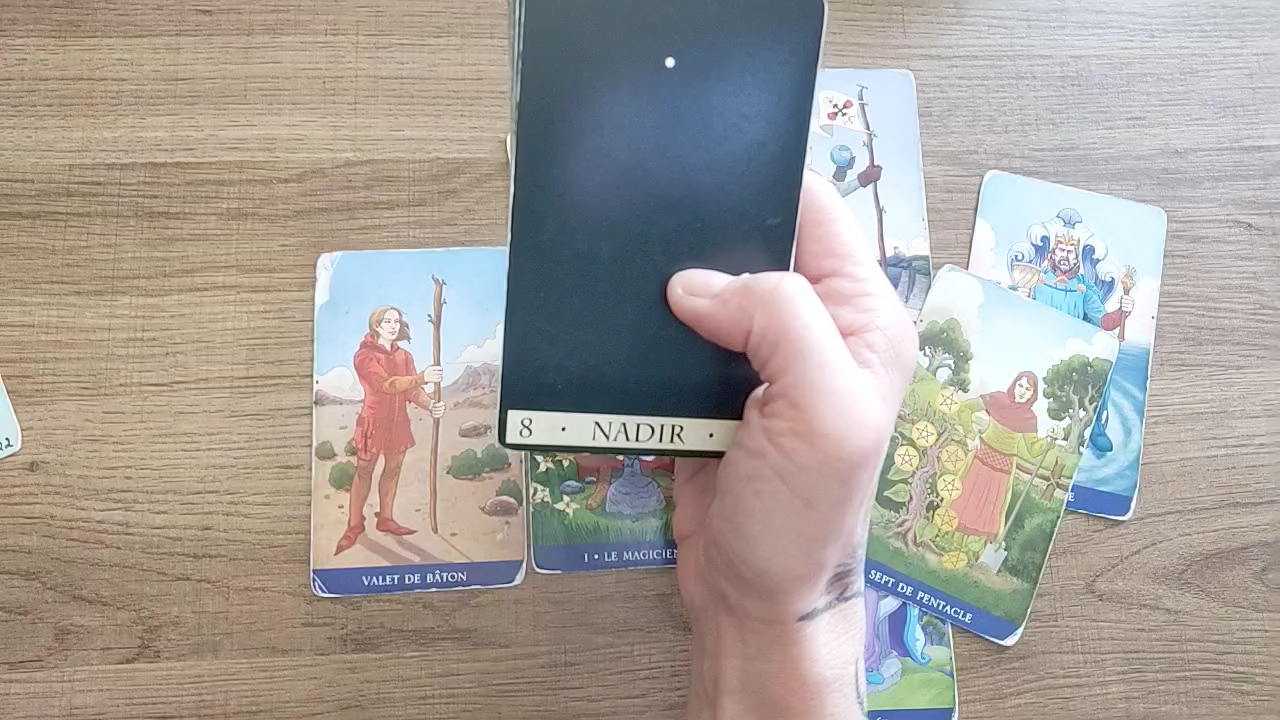 8 • NADIR •
VALET DE BÂTON
I • LE MAGICIEN
SEPT DE PENTACLE